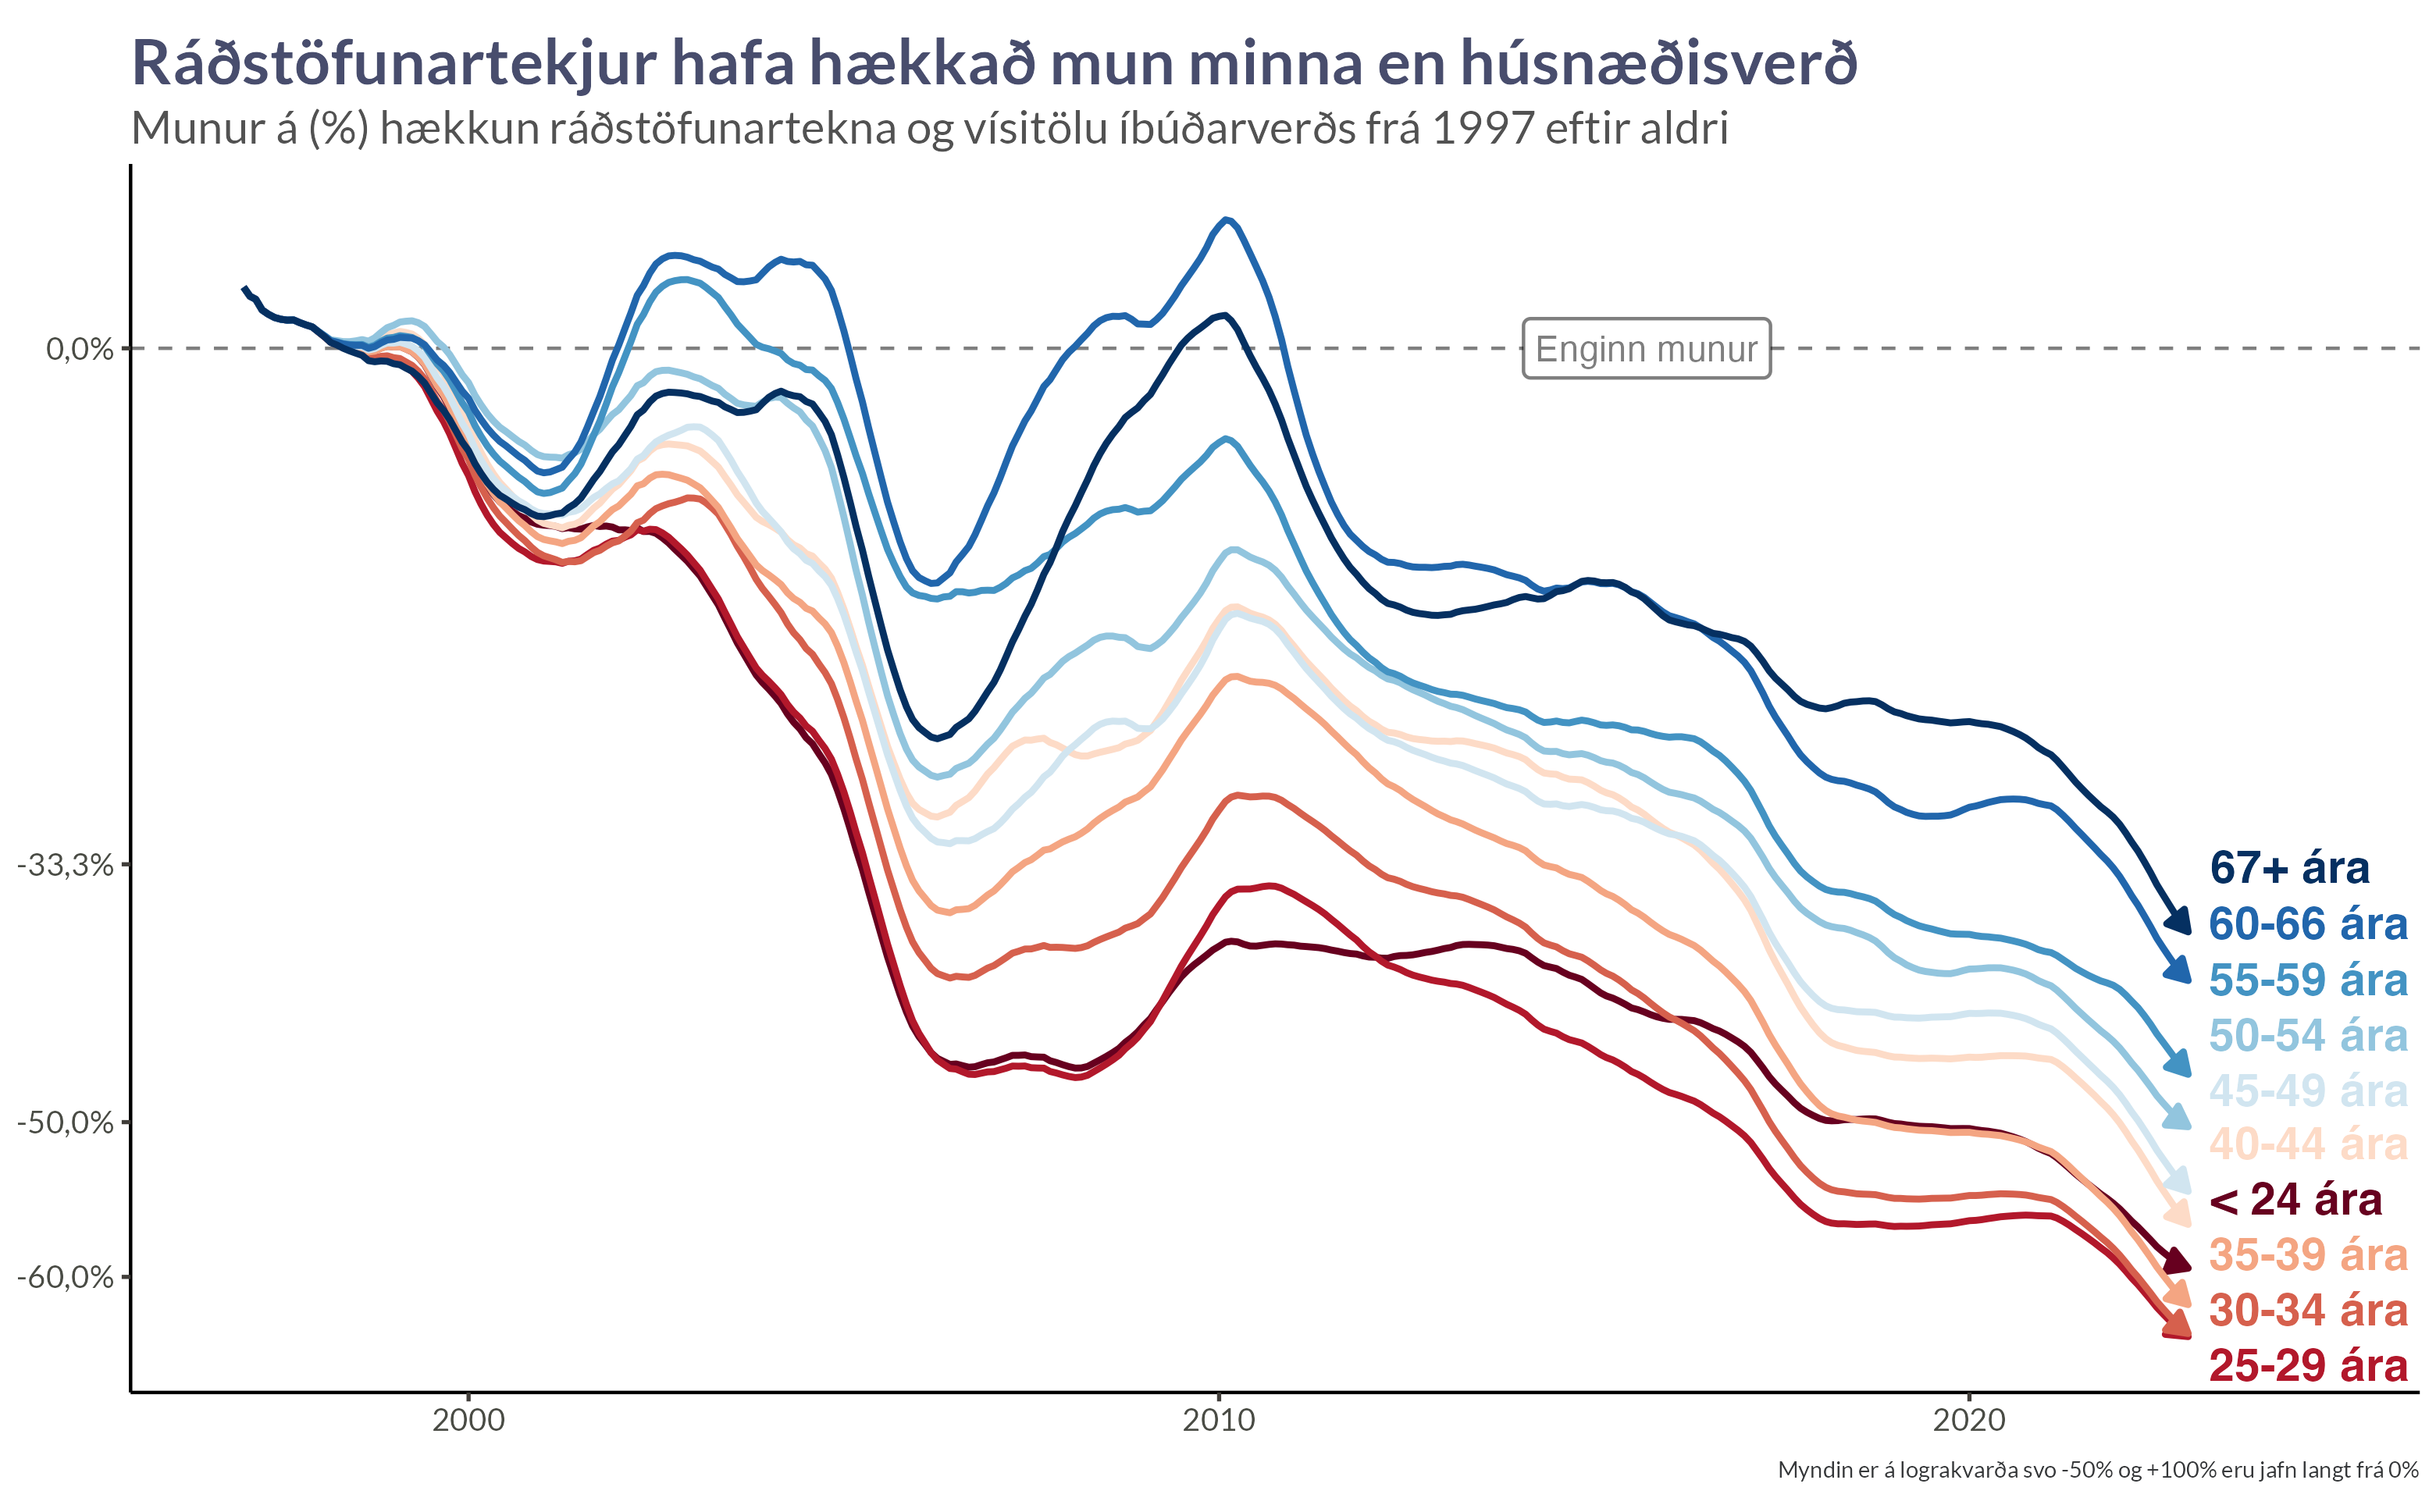 Ráðstöfunartekjur hafa hækkað mun minna en húsnæðisverð
Munur á (%) hækkun ráðstöfunartekna og vísitölu íbúðarverðs frá 1997 eftir aldri
0,0%
Enginn munur
-33,3%
-50,0%
-60,0%
67+ ára
60-66 ára
55-59 ára
50-54 ára
45-49 ára
40-44 ára
< 24 ára
35-39 ára
30-34 ára
25-29 ára
2000
2010
2020
Myndin er á lograkvarða svo -50% og +100% eru jafn langt frá 0%